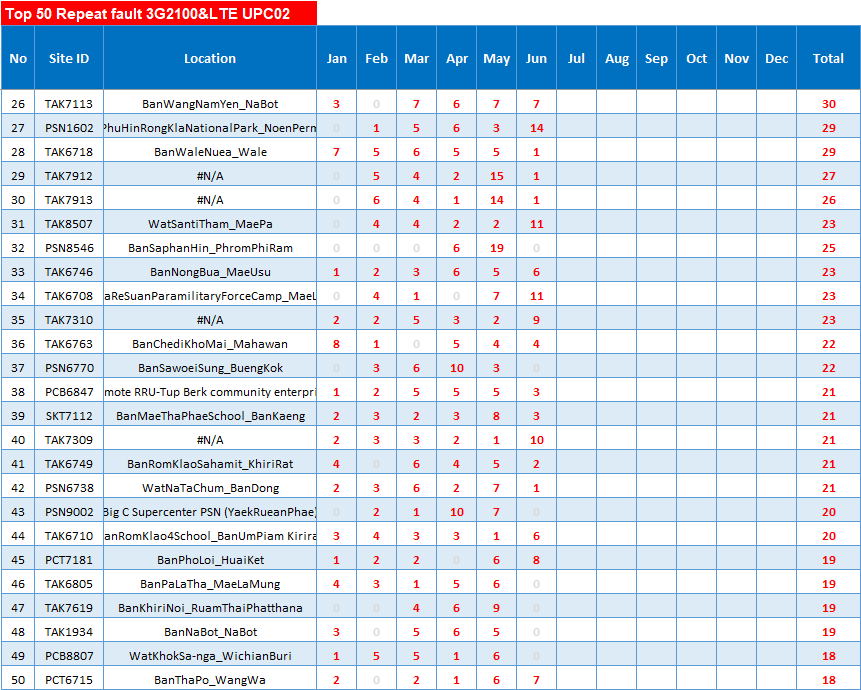 Top 50 Repeat fault 3G2100&LTE UPC02
No Site ID Location Jan Feb Mar Apr May Jun Jul Aug Sep Oct Nov Dec Total
26 TAK7113 BanWangNamYen_NaBot 3 0 7 6 7 7 30
27 PSN1602 PhuHinRongKlaNationalPark_NoenPerm 0 1 5 6 3 14 29
28 TAK6718 BanWaleNuea_Wale 7 5 6 5 5 1 29
29 TAK7912 #N/A 0 5 4 2 15 1 27
30 TAK7913 #N/A 0 6 4 1 14 1 26
31 TAK8507 WatSantiTham_MaePa 0 4 4 2 2 11 23
32 PSN8546 BanSaphanHin_PhromPhiRam 0 0 0 6 19 0 25
33 TAK6746 BanNongBua_MaeUsu 1 2 3 6 5 6 23
34 TAK6708 aReSuanParamilitaryForceCamp_MaeL 0 4 1 0 7 11 23
35 TAK7310 #N/A 2 2 5 3 2 9 23
36 TAK6763 BanChediKhoMai_Mahawan 8 1 0 5 4 4 22
37 PSN6770 BanSawoeiSung_BuengKok 0 3 6 10 3 0 22
38 PCB6847 mote RRU-Tup Berk community enterpri 1 2 5 5 5 3 21
39 SKT7112 BanMaeThaPhaeSchool_BanKaeng 2 3 2 3 8 3 21
40 TAK7309 #N/A 2 3 3 2 1 10 21
41 TAK6749 BanRomKlaoSahamit_KhiriRat 4 0 6 4 5 2 21
42 PSN6738 WatNaTaChum_BanDong 2 3 6 2 7 1 21
43 PSN9002 Big C Supercenter PSN (YaekRueanPhae) 0 2 1 10 7 0 20
44 TAK6710 anRomKlao4School_BanUmPiam Kirira 3 4 3 3 1 6 20
45 PCT7181 BanPhoLoi_HuaiKet 1 2 2 0 6 8 19
46 TAK6805 BanPaLaTha_MaeLaMung 4 3 1 5 6 0 19
47 TAK7619 BanKhiriNoi_RuamThaiPhatthana 0 0 4 6 9 0 19
48 TAK1934 BanNaBot_NaBot 3 0 5 6 5 0 19
49 PCB8807 WatKhokSa-nga_WichianBuri 1 5 5 1 6 0 18
50 PCT6715 BanThaPo_WangWa 2 0 2 1 6 7 18